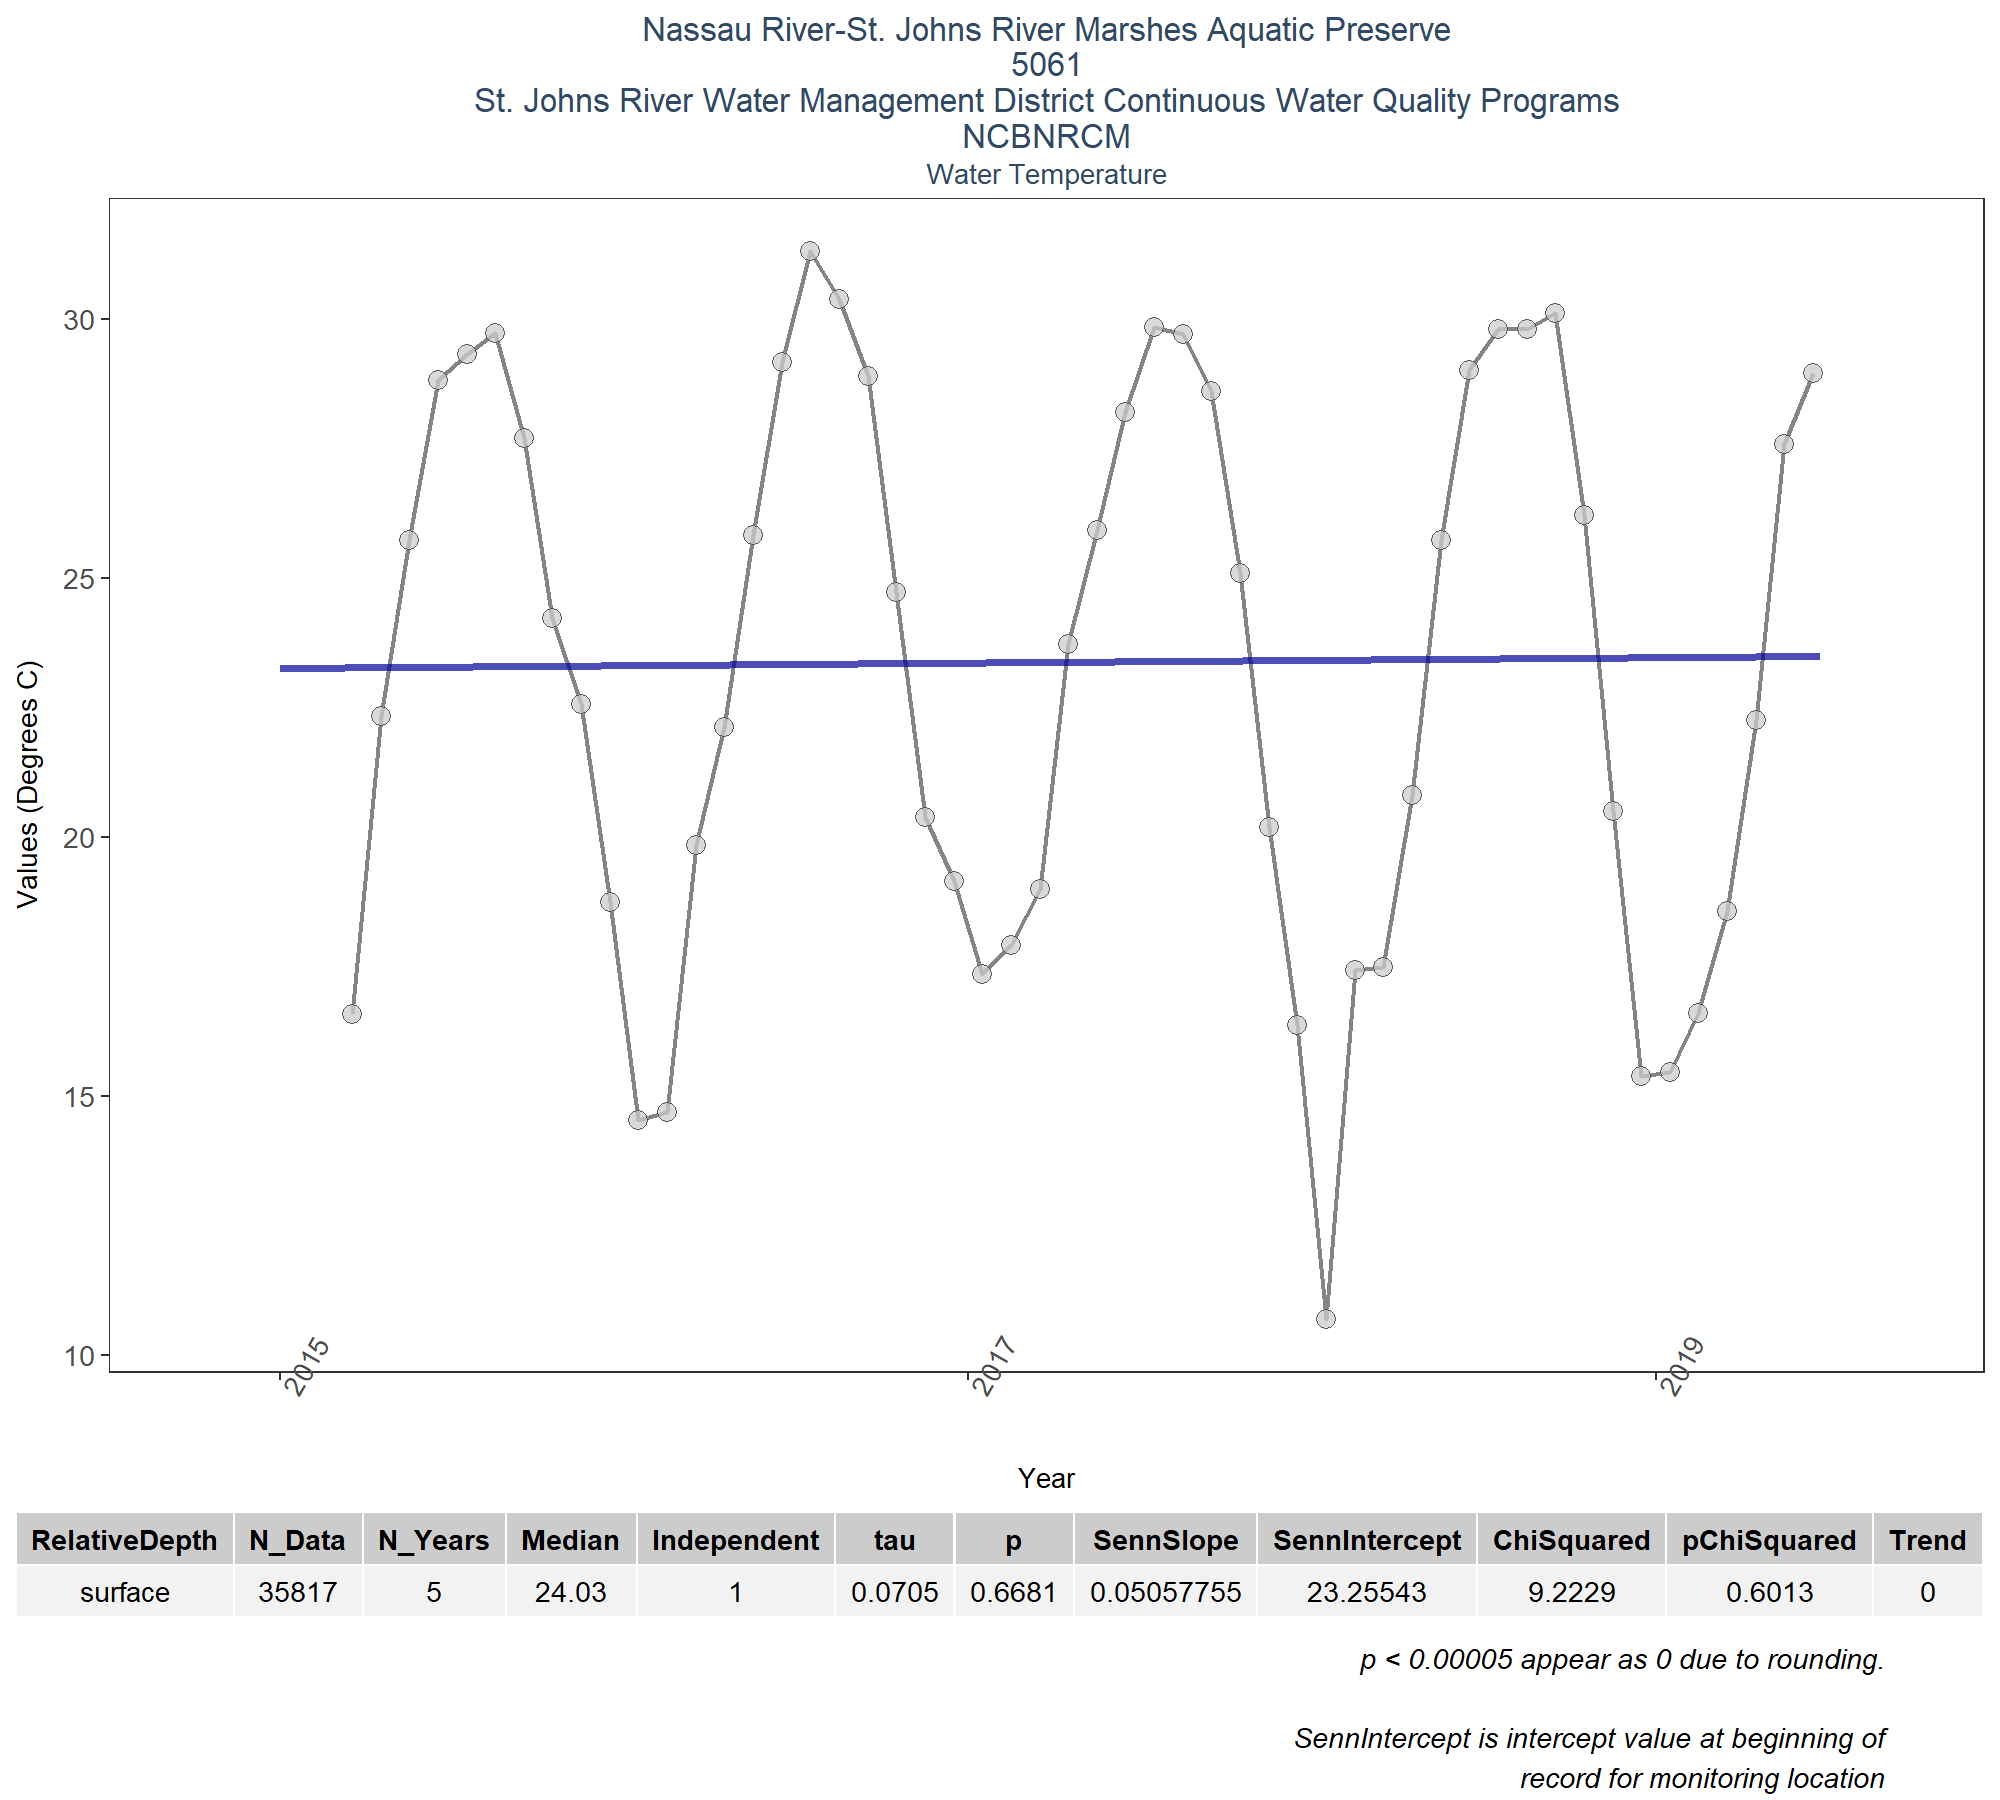 Nassau River-St. Johns River Marshes Aquatic Preserve
5061
St. Johns River Water Management District Continuous Water Quality Programs
NCBNRCM
Water Temperature
Values (Degrees C)
30
25
20
15
10
2015 2017 2019
Year
RelativeDepth N_Data N_Years Median Independent tau p SennSlope SennIntercept ChiSquared pChiSquared Trend
surface 35817 5 24.03 1 0.0705 0.6681 0.05057755 23.25543 9.2229 0.6013 0
p < 0.00005 appear as 0 due to rounding.
SennIntercept is intercept value at beginning of
record for monitoring location